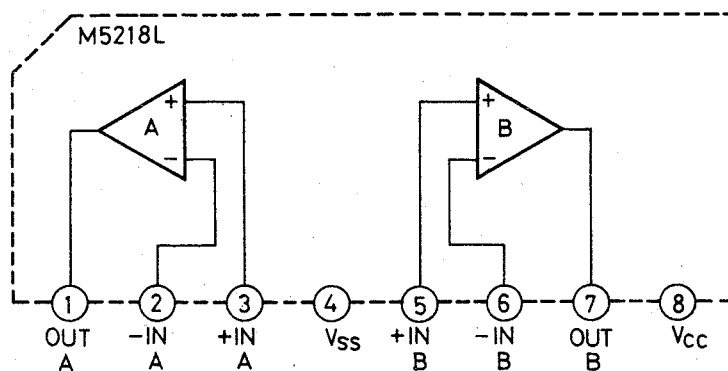 M5218L
+
A
−
+
B
−
1 2 3 4 5 6 7 8
OUT −IN +IN VSS +IN −IN OUT VCC
A A A B B B